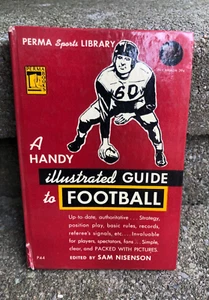 PERMA Sports LIBRARY
PERMA
60
A
HANDY
illustrated GUIDE
to FOOTBALL
Up to date, authoritative . . . Strategy,
position play, basic rules, records,
referee's signals, etc. . . . Invaluable
for players, spectators, fans . . . Simple,
clear, and PACKED WITH PICTURES.
EDITED BY SAM NISENSON
P44